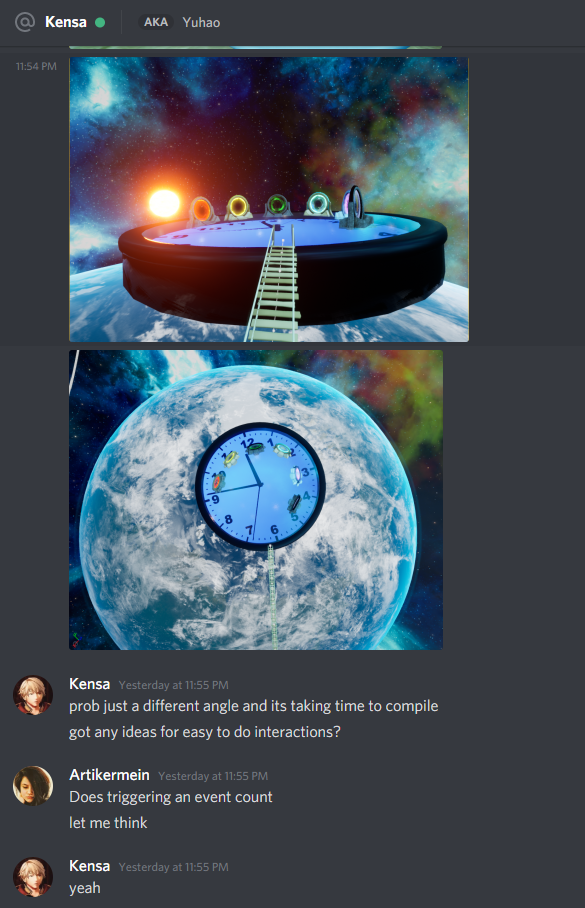 @ Kensa AKA Yuhao
11:54 PM
12
1
3
4
5
6
7
8
9
Kensa Yesterday at 11:55 PM
prob just a different angle and its taking time to compile
got any ideas for easy to do interactions?
Artikermein Yesterday at 11:55 PM
Does triggering an event count
let me think
Kensa Yesterday at 11:55 PM
yeah